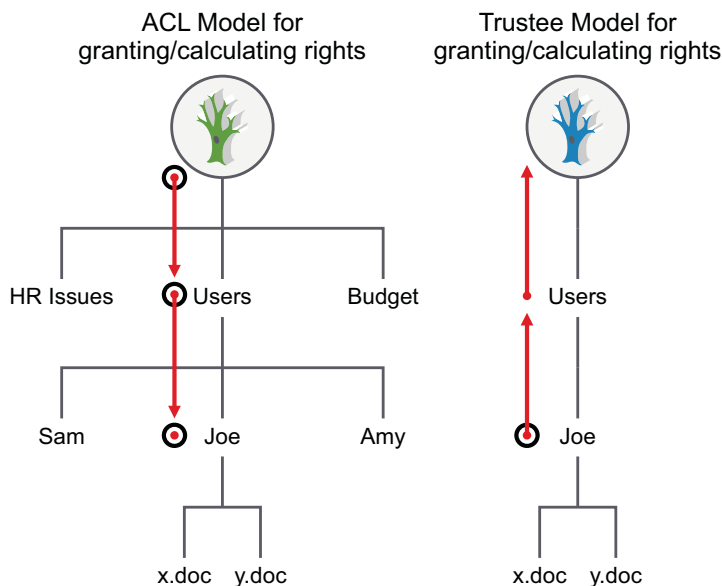 ACL Model for
granting/calculating rights
Trustee Model for
granting/calculating rights
HR Issues
Users
Budget
Users
Sam
Joe
Amy
Joe
x.doc
y.doc
x.doc
y.doc